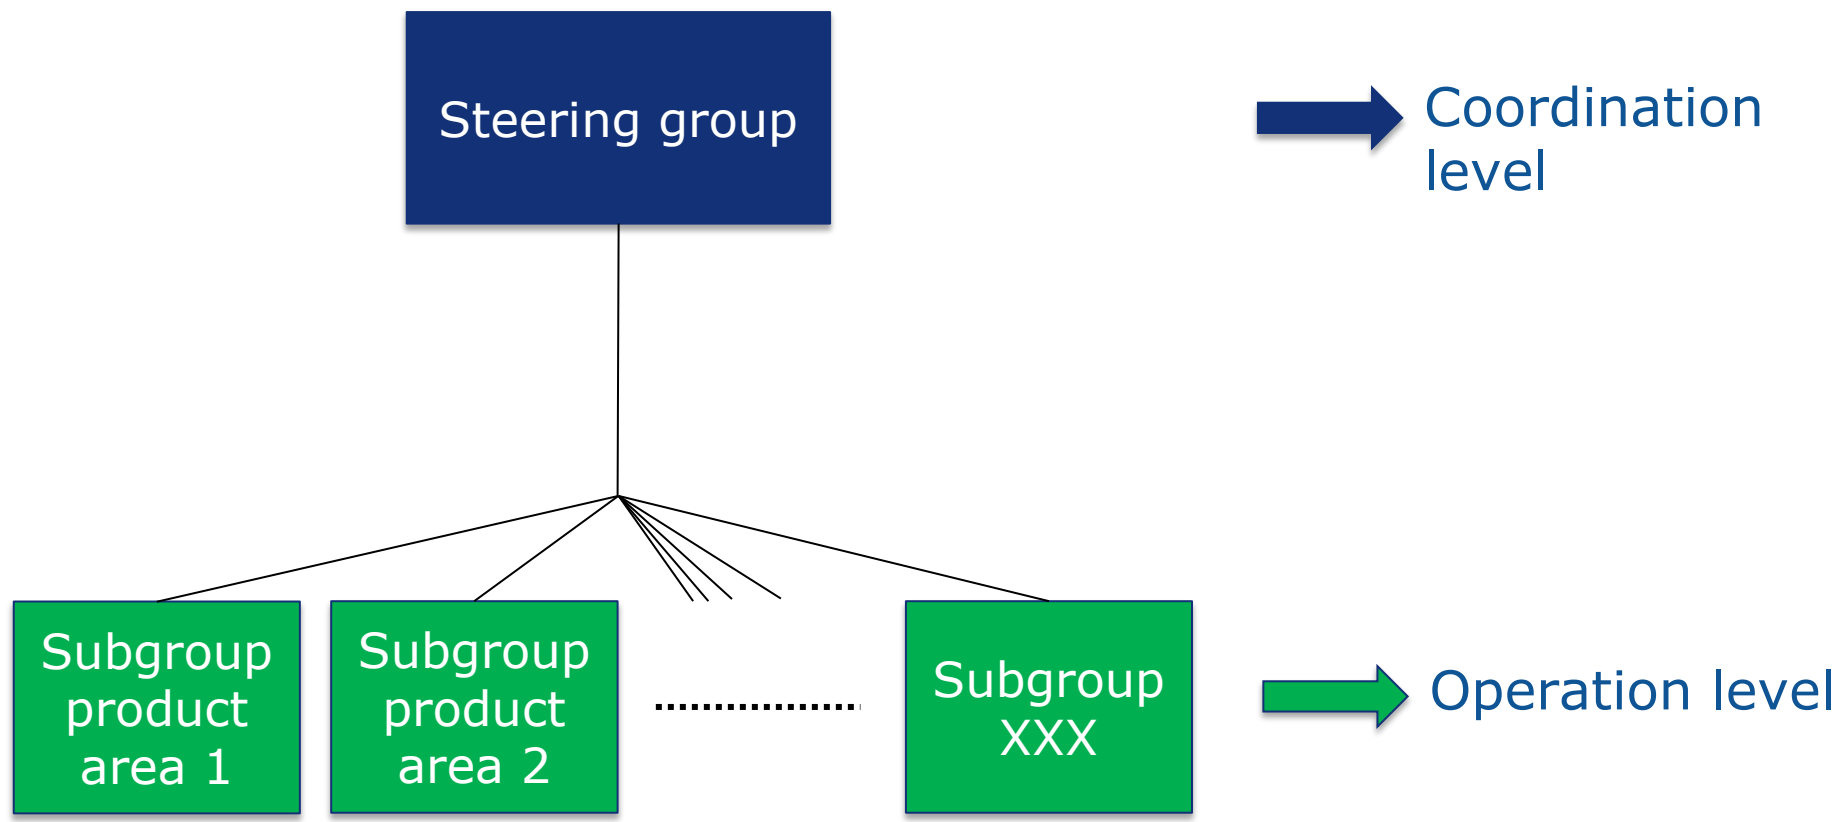 Steering group
Coordination
level
Subgroup
product
area 1
Subgroup
product
area 2
Subgroup
XXX
Operation level